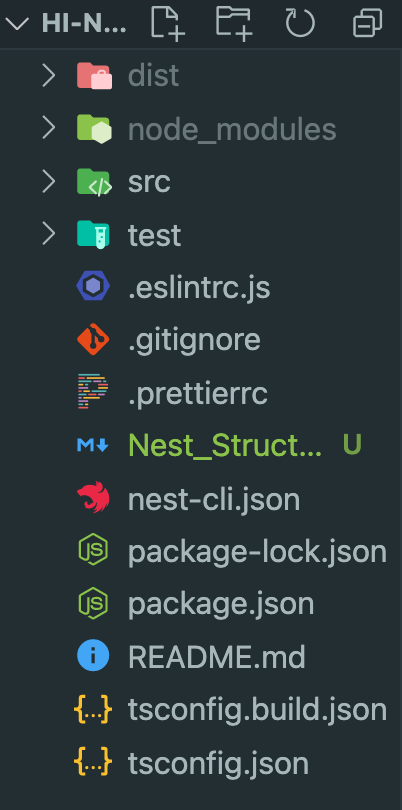 HI-N...
dist
node_modules
src
test
.eslintrc.js
.gitignore
.prettierrc
Nest_Struct... U
nest-cli.json
package-lock.json
package.json
README.md
tsconfig.build.json
tsconfig.json